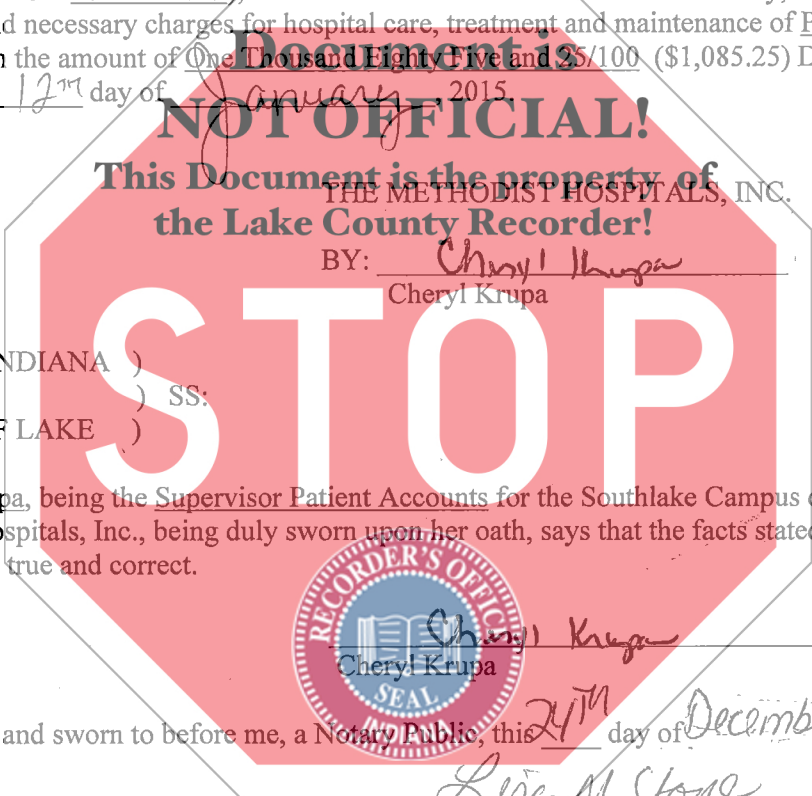 d necessary charges for hospital care, treatment and maintenance of
the amount of One Thousand Eighty Five and 25/100 ($1,085.25) D
Document is
12TH day of January, 2015.
NOT OFFICIAL!
This Document is the property of
THE METHODIST HOSPITALS, INC.
the Lake County Recorder!
BY: Cheryl Krupa
Cheryl Krupa
STOP
NDIANA )
) SS:
F LAKE )
pa, being the Supervisor Patient Accounts for the Southlake Campus
spitals, Inc., being duly sworn upon her oath, says that the facts state
true and correct.
RECORDER'S OFFICE
SEAL
INDIANA
Cheryl Krupa
Cheryl Krupa
and sworn to before me, a Notary Public, this 24TH day of Decemb